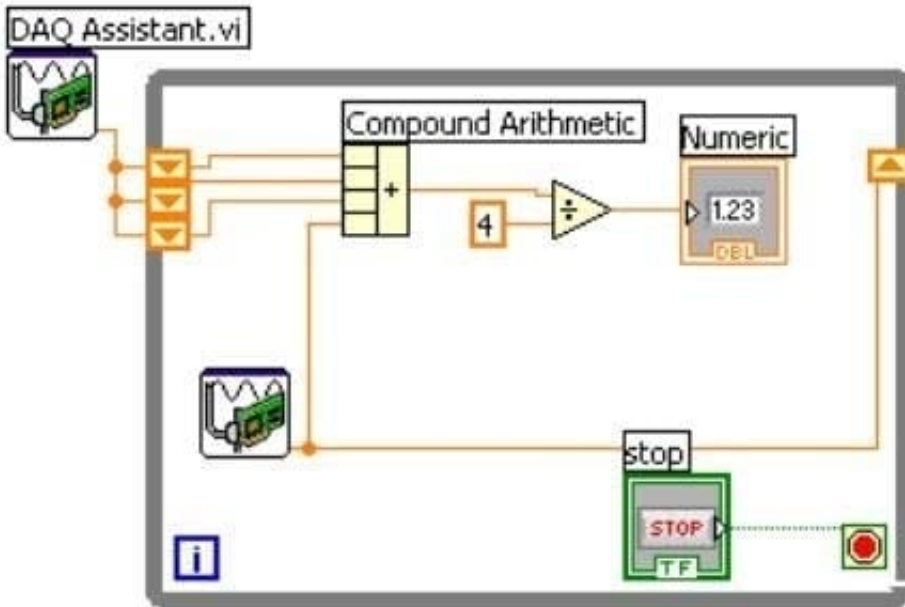 DAQ Assistant.vi
Compound Arithmetic
Numeric
+
4
÷
1.23
DBL
stop
STOP
TF
i